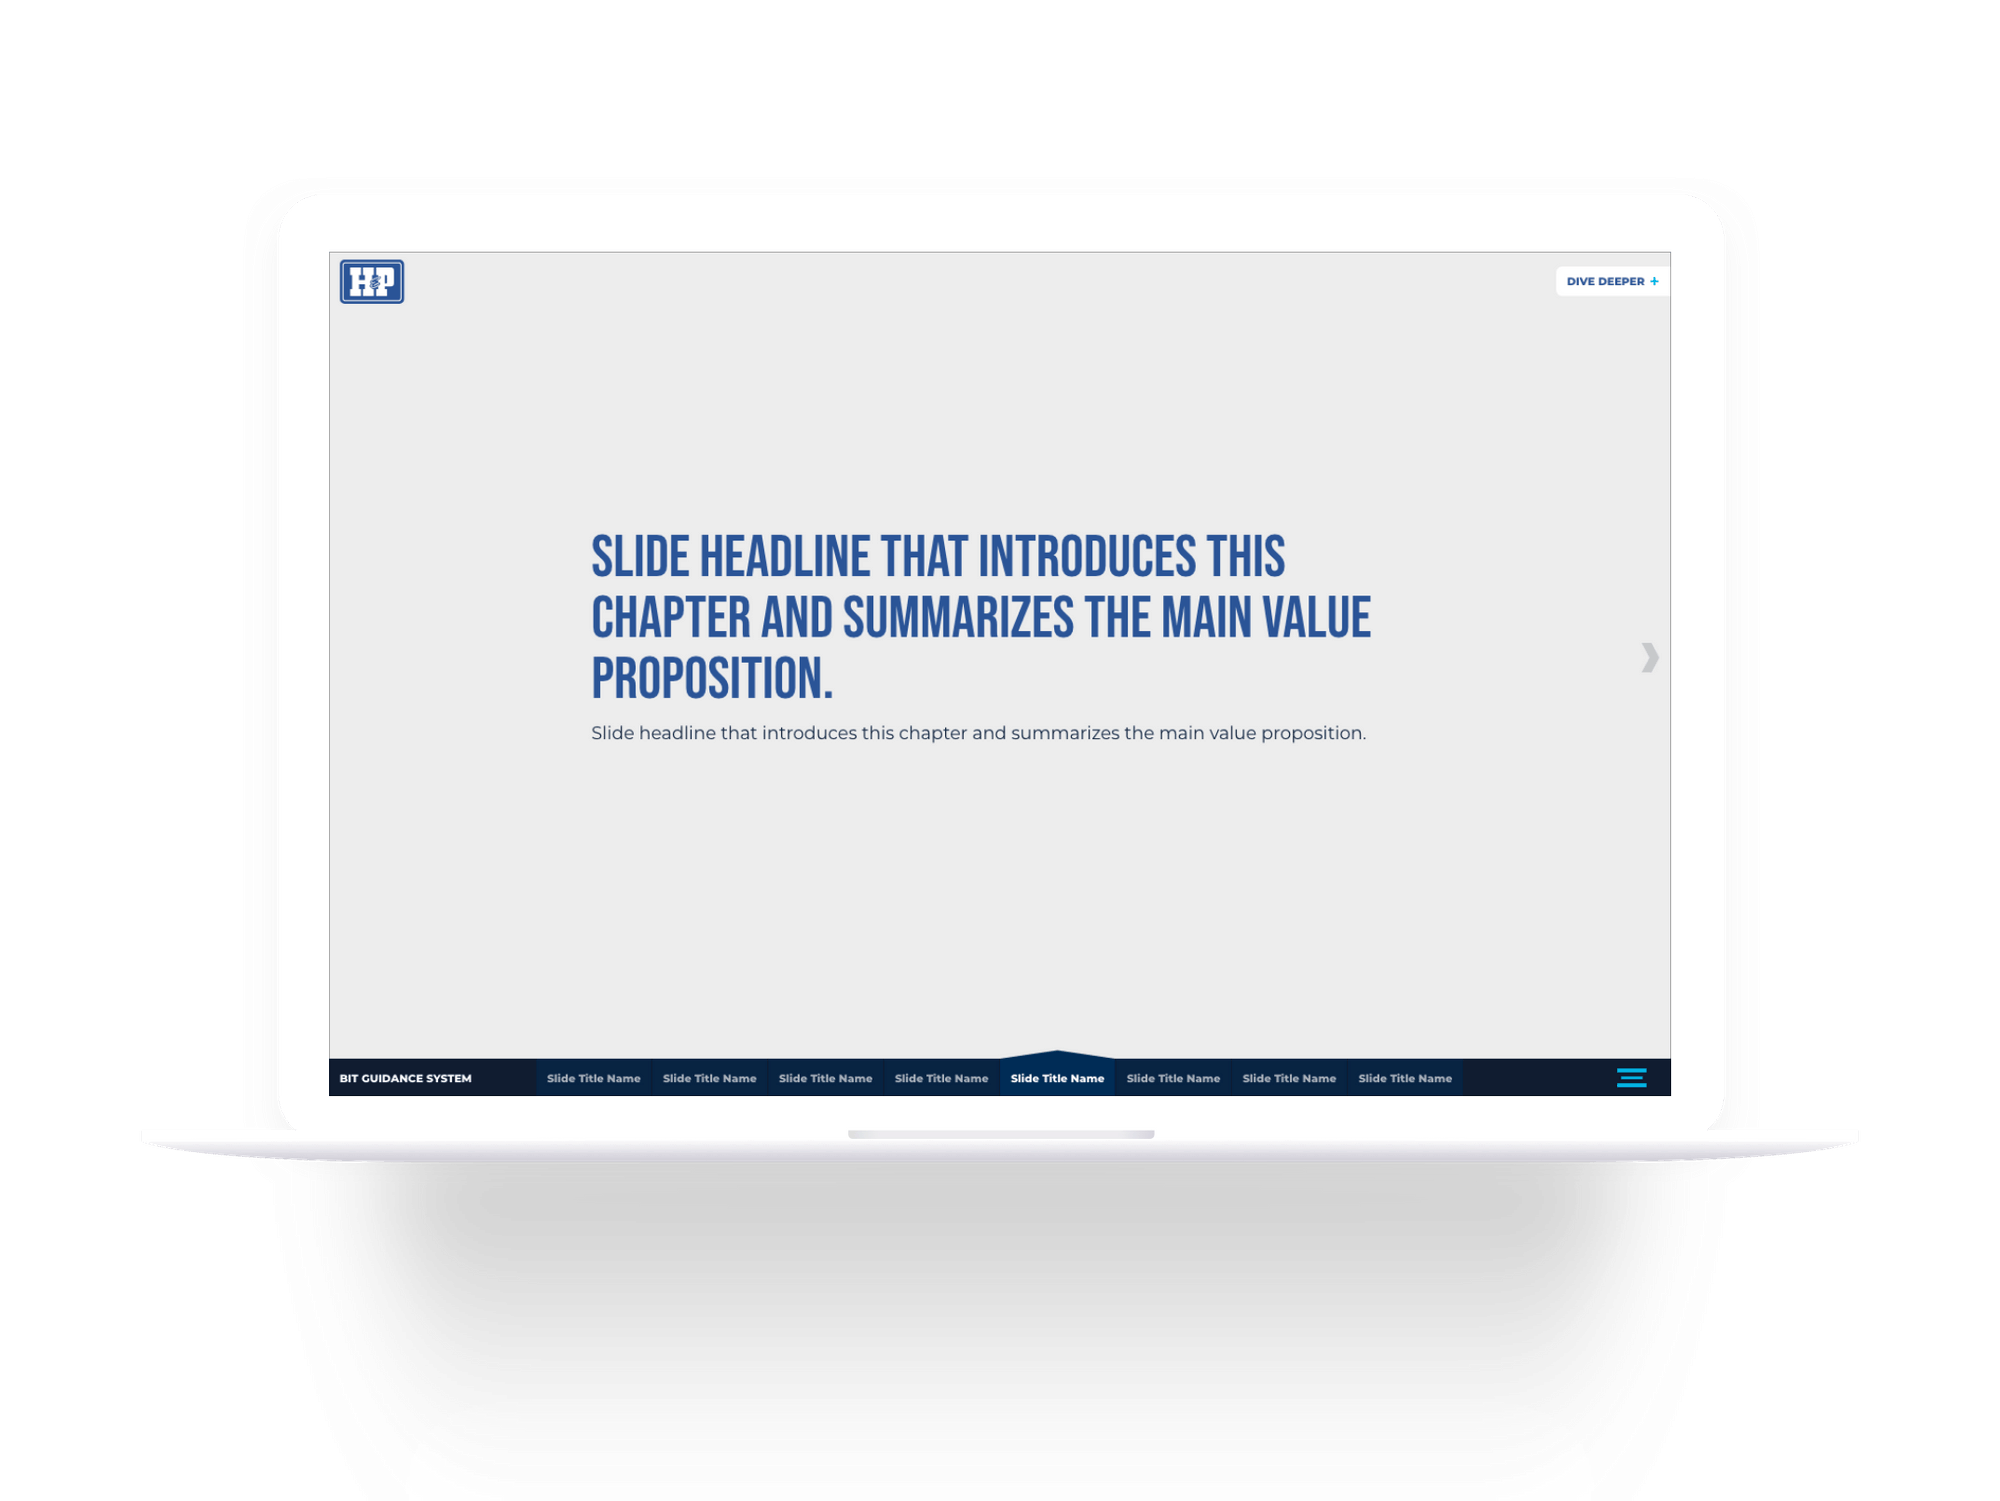 H&P
DIVE DEEPER +
SLIDE HEADLINE THAT INTRODUCES THIS
CHAPTER AND SUMMARIZES THE MAIN VALUE
PROPOSITION.
Slide headline that introduces this chapter and summarizes the main value proposition.
BIT GUIDANCE SYSTEM Slide Title Name Slide Title Name Slide Title Name Slide Title Name Slide Title Name Slide Title Name Slide Title Name Slide Title Name